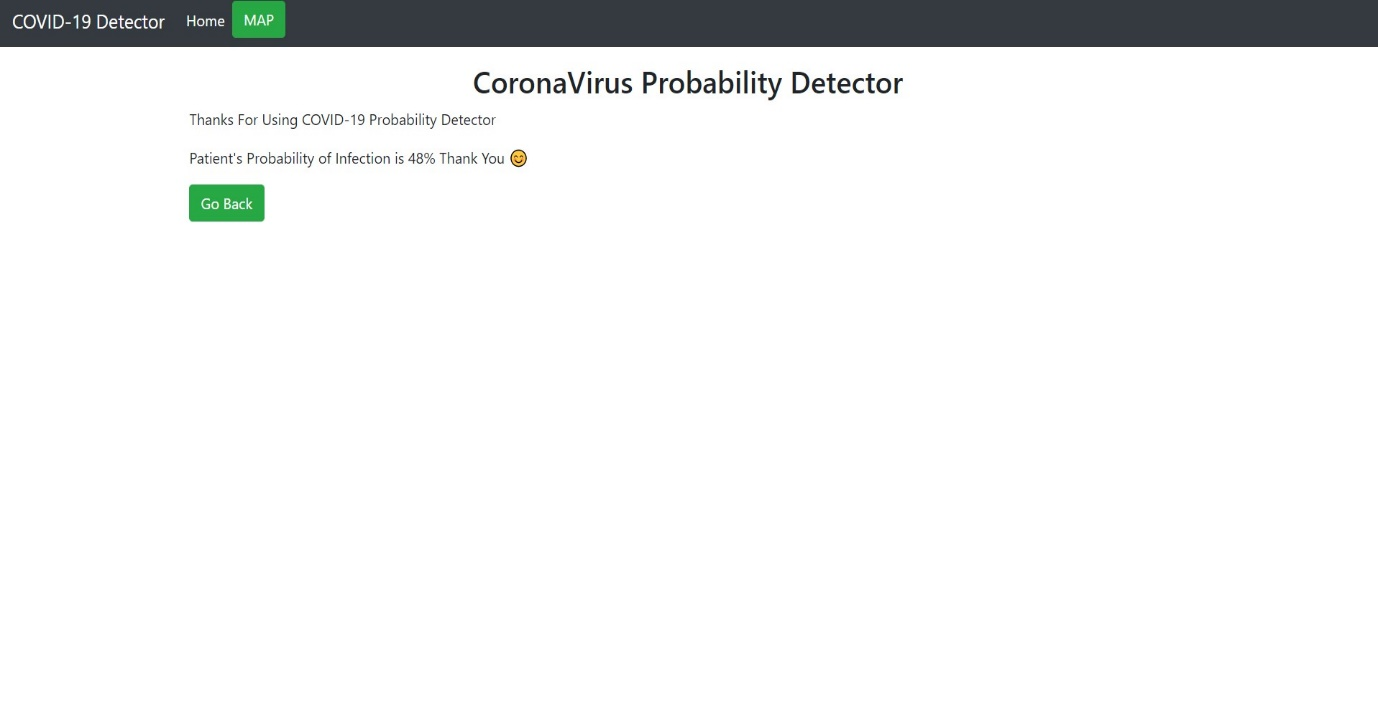 COVID-19 Detector Home MAP
CoronaVirus Probability Detector
Thanks For Using COVID-19 Probability Detector
Patient's Probability of Infection is 48% Thank You 😊
Go Back